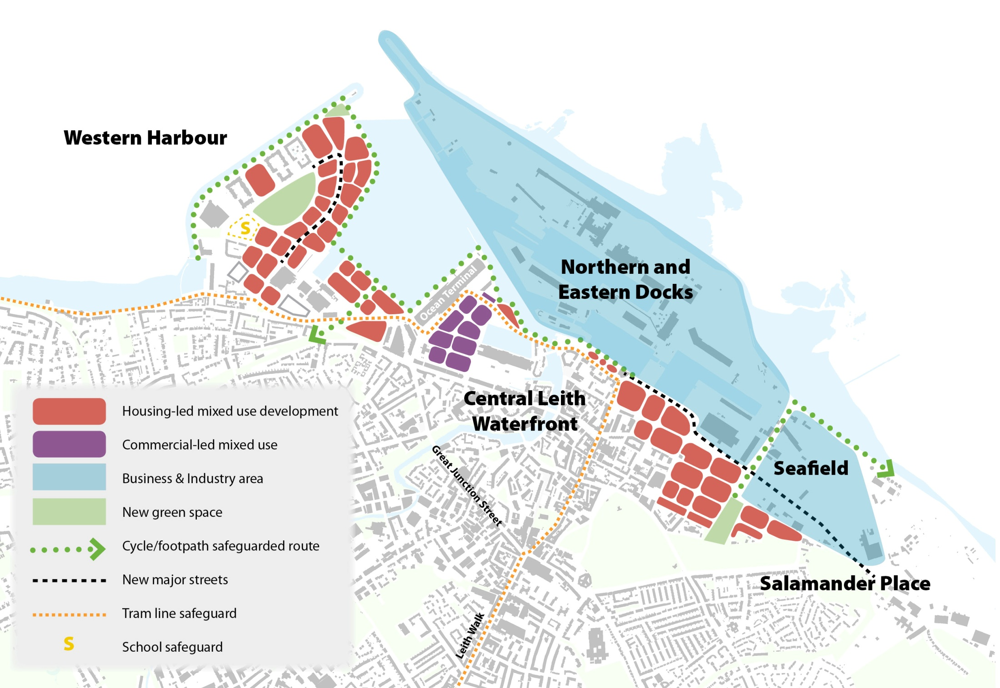 Western Harbour
S
Ocean Terminal
Northern and
Eastern Docks
Central Leith
Waterfront
Great Junction Street
Seafield
Salamander Place
Leith Walk
Housing-led mixed use development
Commercial-led mixed use
Business & Industry area
New green space
Cycle/footpath safeguarded route
New major streets
Tram line safeguard
S School safeguard